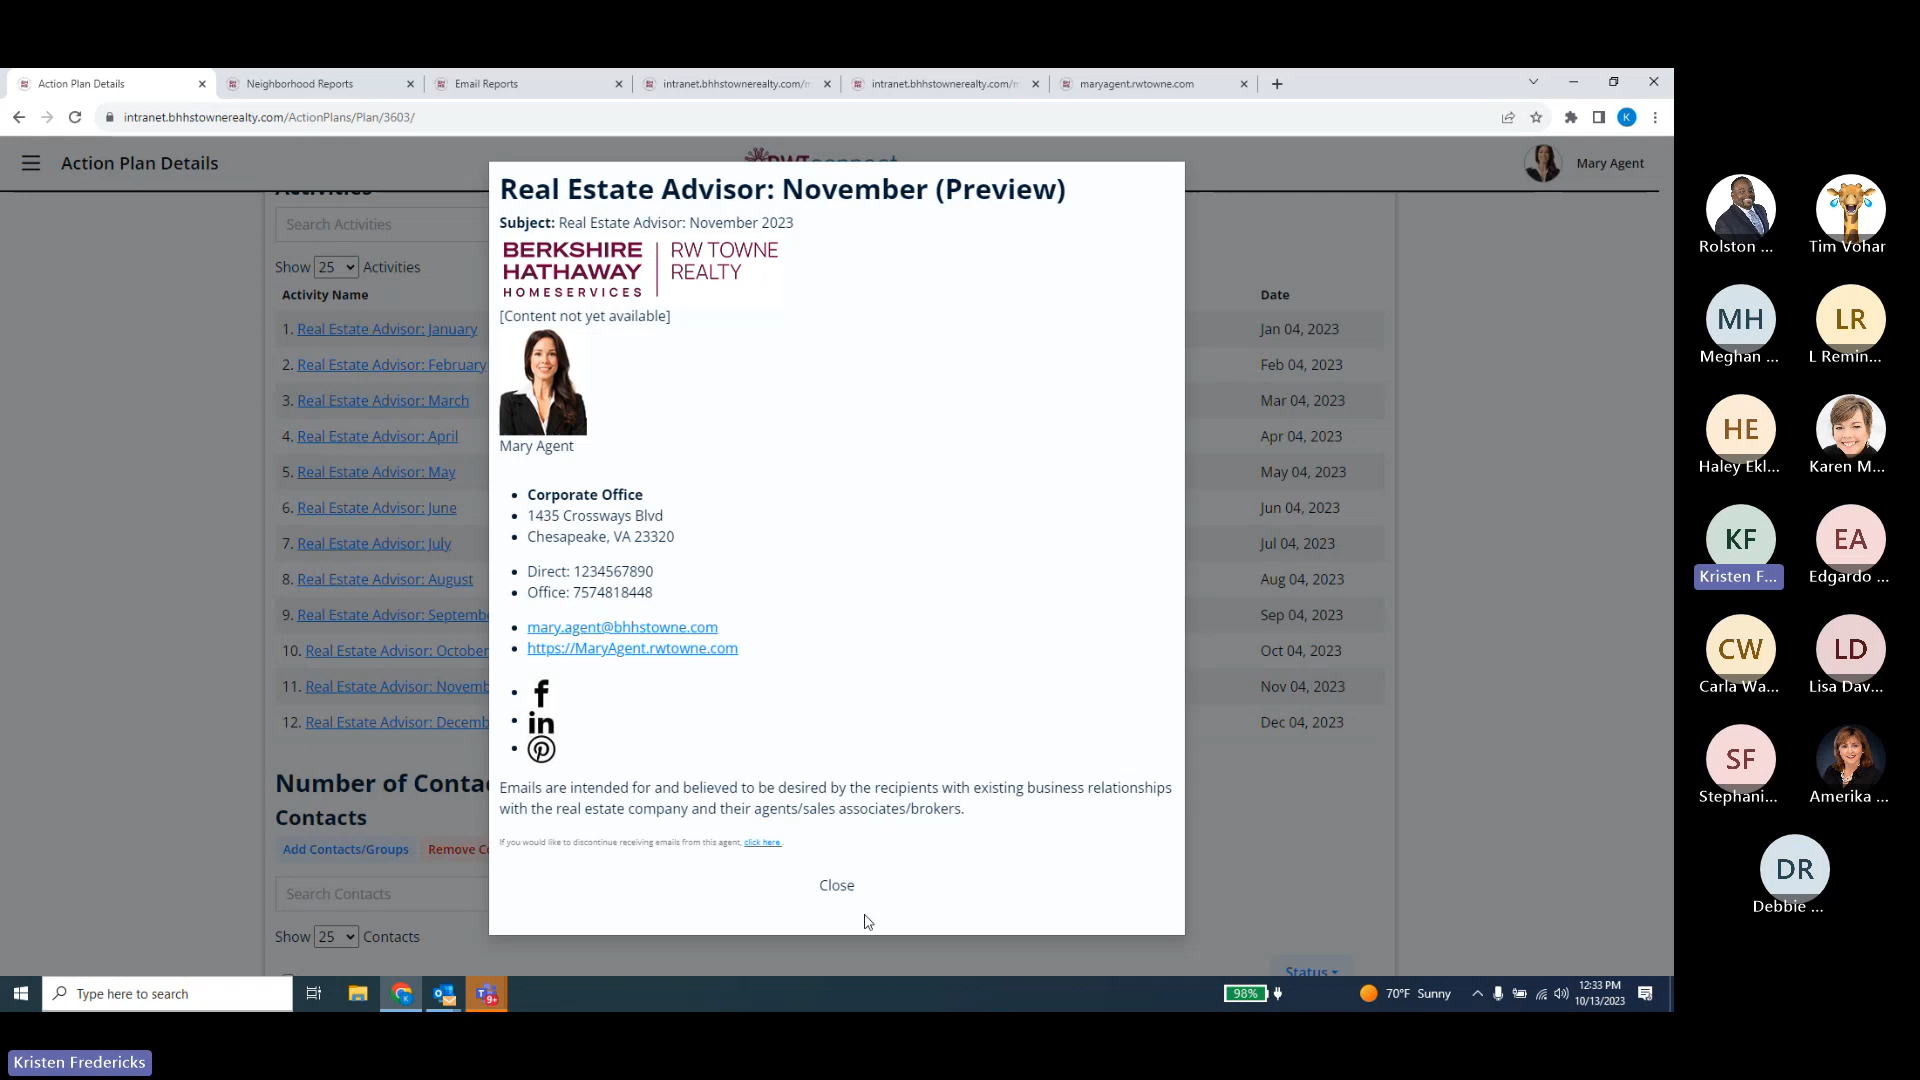 Action Plan Details
Neighborhood Reports
Email Reports
intranet.bhhstownerealty.com/
intranet.bhhstownerealty.com/
maryagent.rwtowne.com
intranet.bhhstownerealty.com/ActionPlans/Plan/3603/
K
Action Plan Details
Mary Agent
Activities
Search Activities
Show 25 Activities
Activity Name
Date
1. Real Estate Advisor: January
Jan 04, 2023
2. Real Estate Advisor: February
Feb 04, 2023
3. Real Estate Advisor: March
Mar 04, 2023
4. Real Estate Advisor: April
Apr 04, 2023
5. Real Estate Advisor: May
May 04, 2023
6. Real Estate Advisor: June
Jun 04, 2023
7. Real Estate Advisor: July
Jul 04, 2023
8. Real Estate Advisor: August
Aug 04, 2023
9. Real Estate Advisor: Septembe
Sep 04, 2023
10. Real Estate Advisor: October
Oct 04, 2023
11. Real Estate Advisor: Novemb
Nov 04, 2023
12. Real Estate Advisor: Decemb
Dec 04, 2023
Number of Conta
Contacts
Add Contacts/Groups
Remove Co
Search Contacts
Show 25 Contacts
Status
Real Estate Advisor: November (Preview)
Subject: Real Estate Advisor: November 2023
BERKSHIRE HATHAWAY HOMESERVICES
RW TOWNE REALTY
[Content not yet available]
Mary Agent
Corporate Office
1435 Crossways Blvd
Chesapeake, VA 23320
Direct: 1234567890
Office: 7574818448
mary.agent@bhhstowne.com
https://MaryAgent.rwtowne.com
Emails are intended for and believed to be desired by the recipients with existing business relationships
with the real estate company and their agents/sales associates/brokers.
If you would like to discontinue receiving emails from this agent, click here .
Close
Type here to search
9+
98%
70°F Sunny
12:33 PM
10/13/2023
Rolston ...
Tim Vohar
MH
Meghan ...
LR
L Remin...
HE
Haley Ekl...
Karen M...
KF
Kristen F...
EA
Edgardo ...
CW
Carla Wa...
LD
Lisa Dav...
SF
Stephani...
Amerika ...
DR
Debbie ...
Kristen Fredericks